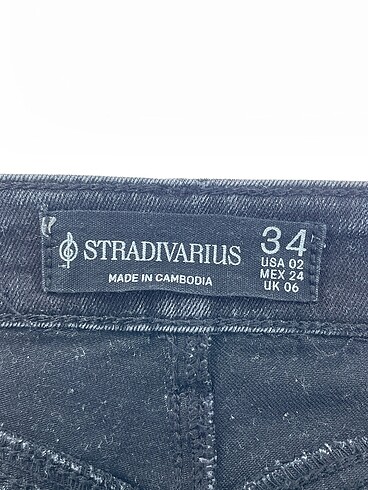 STRADIVARIUS
MADE IN CAMBODIA
34
USA 02
MEX 24
UK 06